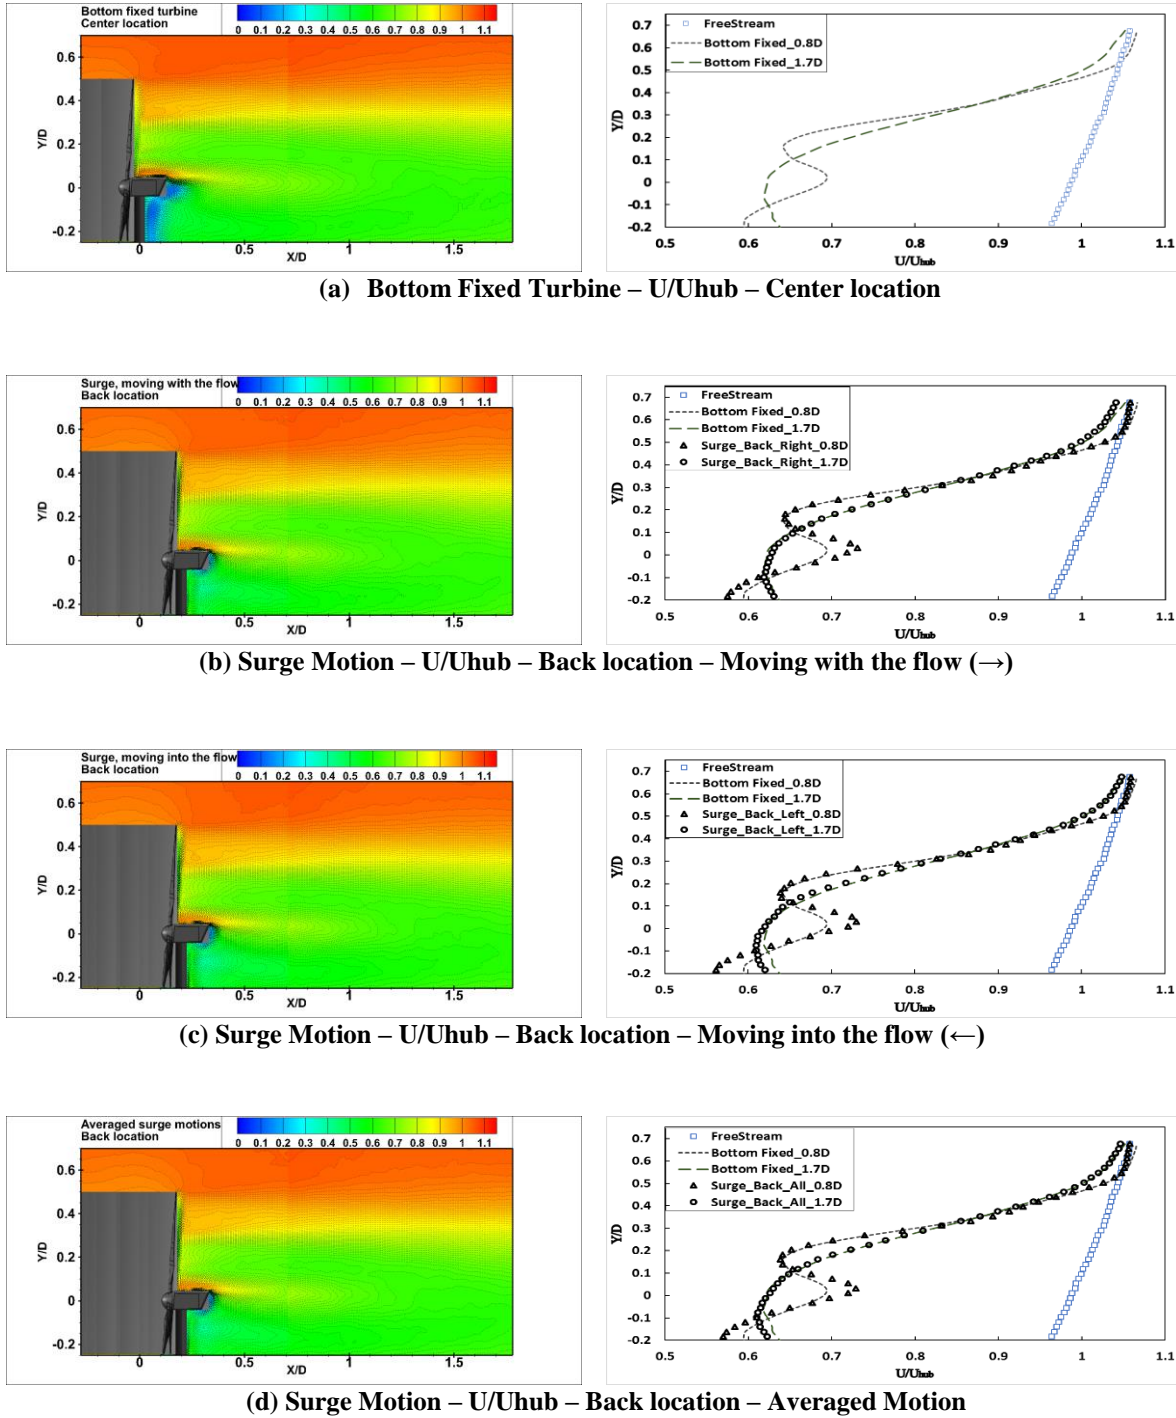 Bottom fixed turbine
Center location
0 0.1 0.2 0.3 0.4 0.5 0.6 0.7 0.8 0.9 1 1.1
0.6
0.4
0.2
0
-0.2
Y/D
0 0.5 1 1.5
X/D
FreeStream
Bottom Fixed_0.8D
Bottom Fixed_1.7D
0.7
0.6
0.5
0.4
0.3
0.2
0.1
0
-0.1
-0.2
Y/D
0.5 0.6 0.7 0.8 0.9 1 1.1
U/Uhub
(a) Bottom Fixed Turbine – U/Uhub – Center location
Surge, moving with the flow
Back location
0 0.1 0.2 0.3 0.4 0.5 0.6 0.7 0.8 0.9 1 1.1
0.6
0.4
0.2
0
-0.2
Y/D
0 0.5 1 1.5
X/D
FreeStream
Bottom Fixed_0.8D
Bottom Fixed_1.7D
Surge_Back_Right_0.8D
Surge_Back_Right_1.7D
0.7
0.6
0.5
0.4
0.3
0.2
0.1
0
-0.1
-0.2
Y/D
0.5 0.6 0.7 0.8 0.9 1 1.1
U/Uhub
(b) Surge Motion – U/Uhub – Back location – Moving with the flow (→)
Surge, moving into the flow
Back location
0 0.1 0.2 0.3 0.4 0.5 0.6 0.7 0.8 0.9 1 1.1
0.6
0.4
0.2
0
-0.2
Y/D
0 0.5 1 1.5
X/D
FreeStream
Bottom Fixed_0.8D
Bottom Fixed_1.7D
Surge_Back_Left_0.8D
Surge_Back_Left_1.7D
0.7
0.6
0.5
0.4
0.3
0.2
0.1
0
-0.1
-0.2
Y/D
0.5 0.6 0.7 0.8 0.9 1 1.1
U/Uhub
(c) Surge Motion – U/Uhub – Back location – Moving into the flow (←)
Averaged surge motions
Back location
0 0.1 0.2 0.3 0.4 0.5 0.6 0.7 0.8 0.9 1 1.1
0.6
0.4
0.2
0
-0.2
Y/D
0 0.5 1 1.5
X/D
FreeStream
Bottom Fixed_0.8D
Bottom Fixed_1.7D
Surge_Back_All_0.8D
Surge_Back_All_1.7D
0.7
0.6
0.5
0.4
0.3
0.2
0.1
0
-0.1
-0.2
Y/D
0.5 0.6 0.7 0.8 0.9 1 1.1
U/Uhub
(d) Surge Motion – U/Uhub – Back location – Averaged Motion